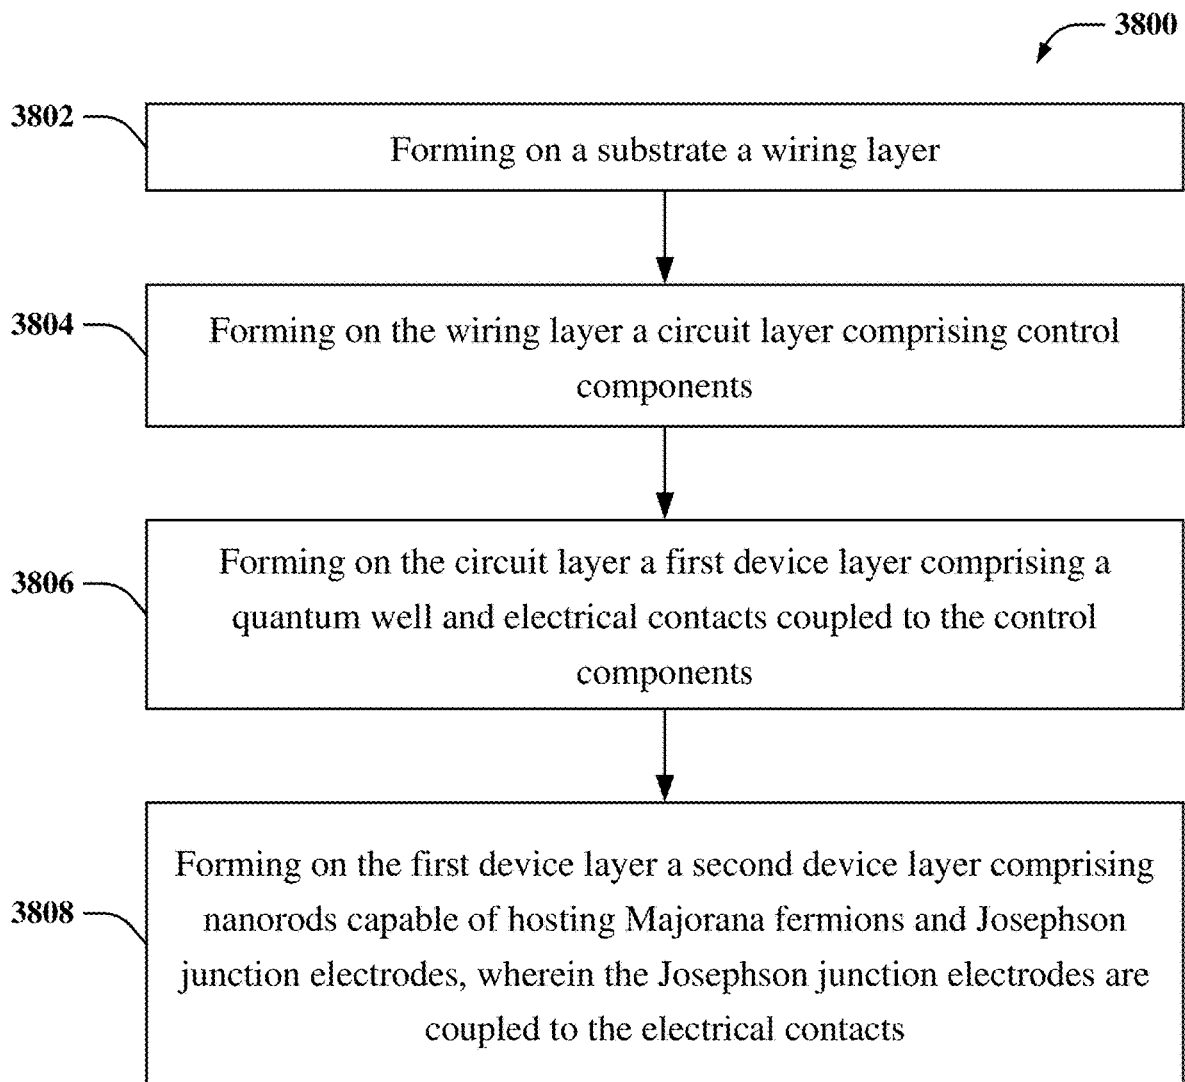 3800
3802
Forming on a substrate a wiring layer
3804
Forming on the wiring layer a circuit layer comprising control
components
3806
Forming on the circuit layer a first device layer comprising a
quantum well and electrical contacts coupled to the control
components
3808
Forming on the first device layer a second device layer comprising
nanorods capable of hosting Majorana fermions and Josephson
junction electrodes, wherein the Josephson junction electrodes are
coupled to the electrical contacts